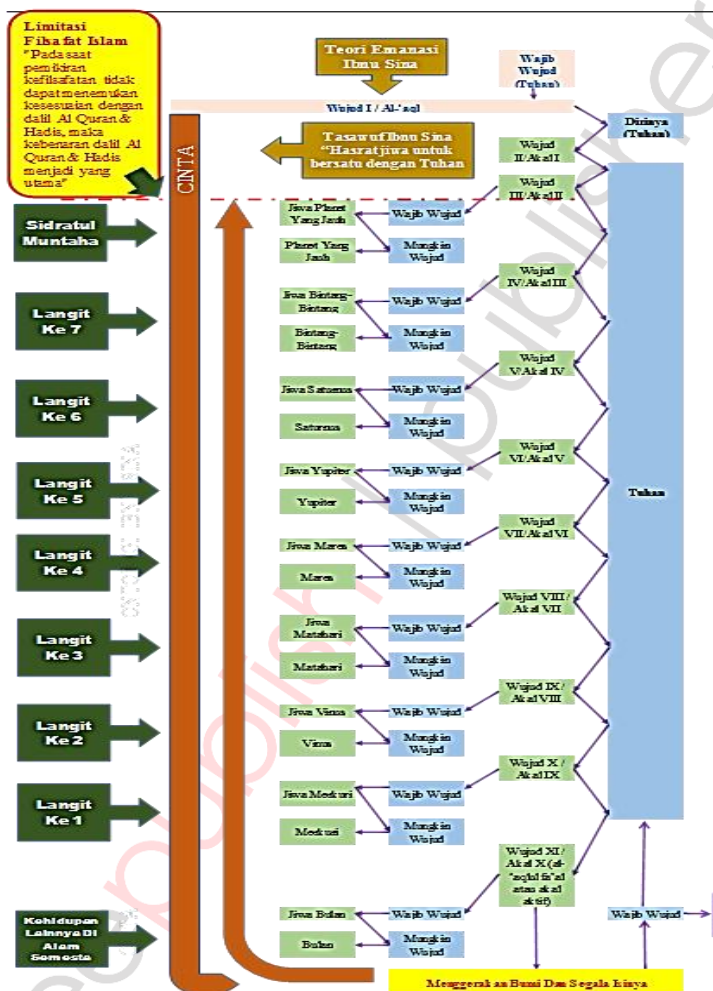 Limitasi
Filsafat Islam
"Pada saat
pemikiran
kefilsafatan tidak
dapat menemukan
kesesuaian dengan
dalil Al Quran &
Hadis, maka
kebenaran dalil Al
Quran & Hadis
menjadi yang
utama"
Teori Emanasi
Ibnu Sina
Wajib
Wujud
(Tuhan)
Wujud I / Al-'aql
Dirinya
(Tuhan)
CINTA
Tasawuf Ibnu Sina
"Hasrat jiwa untuk
bersatu dengan Tuhan
Wujud
II/Akal I
Wujud
III/Akal II
Sidratul
Muntaha
Jiwa Planet
Yang Jauh
Wajib Wujud
Planet Yang
Jauh
Mungkin
Wujud
Wujud
IV/Akal III
Langit
Ke 7
Jiwa Bintang-
Bintang
Wajib Wujud
Bintang-
Bintang
Mungkin
Wujud
Wujud
V/Akal IV
Langit
Ke 6
Jiwa Saturnus
Wajib Wujud
Saturnus
Mungkin
Wujud
Wujud
VI/Akal V
Langit
Ke 5
Jiwa Yupiter
Wajib Wujud
Yupiter
Mungkin
Wujud
Tuhan
Wujud
VII/Akal VI
Langit
Ke 4
Jiwa Mares
Wajib Wujud
Mares
Mungkin
Wujud
Wujud VIII /
Akal VII
Langit
Ke 3
Jiwa
Matahari
Wajib Wujud
Matahari
Mungkin
Wujud
Wujud IX /
Akal VIII
Langit
Ke 2
Jiwa Vinus
Wajib Wujud
Vinus
Mungkin
Wujud
Wujud X /
Akal IX
Langit
Ke 1
Jiwa Merkuri
Wajib Wujud
Merkuri
Mungkin
Wujud
Wujud XI /
Akal X (al-
'aqlul fa'al
atas akal
aktif)
Kehidupan
Lainnya Di
Alam
Semesta
Jiwa Bulan
Wajib Wujud
Bulan
Mungkin
Wujud
Wajib Wujud
Menggerakan Bumi Dan Segala Isinya
publisher
publisher